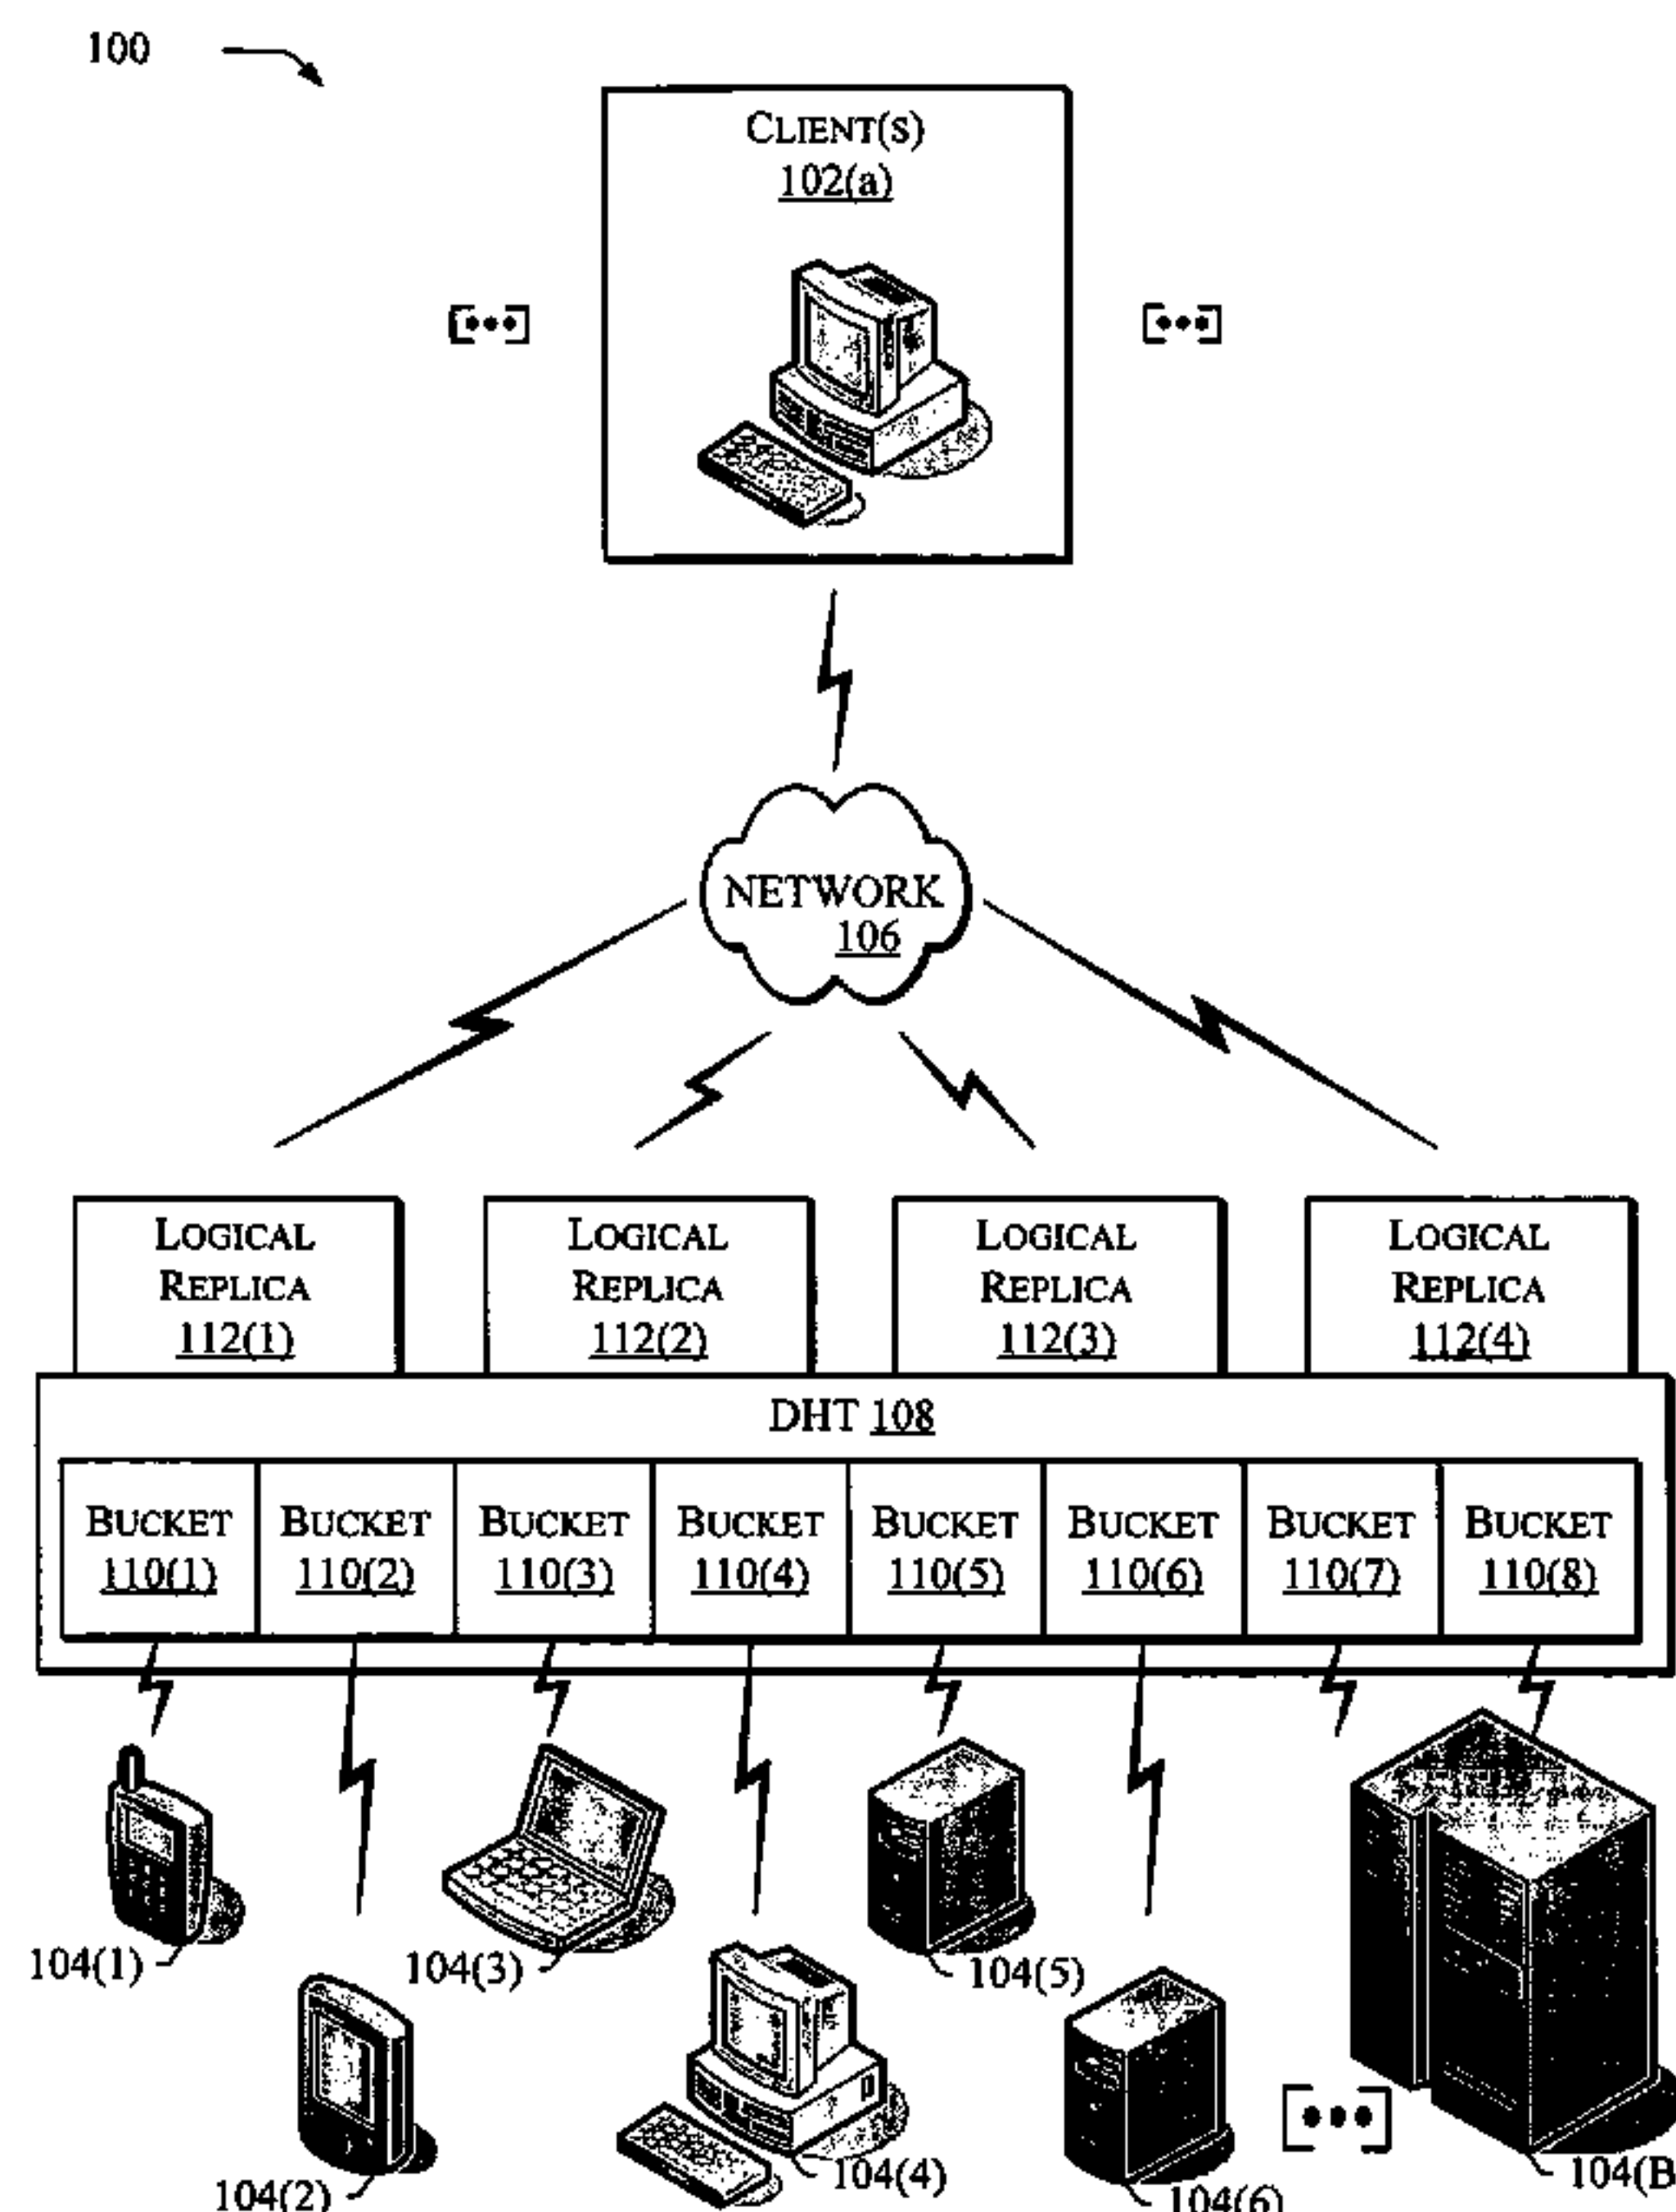 100
CLIENT(S)
102(a)
[•••]
[•••]
NETWORK
106
LOGICAL
REPLICA
112(1)
LOGICAL
REPLICA
112(2)
LOGICAL
REPLICA
112(3)
LOGICAL
REPLICA
112(4)
DHT 108
BUCKET
110(1)
BUCKET
110(2)
BUCKET
110(3)
BUCKET
110(4)
BUCKET
110(5)
BUCKET
110(6)
BUCKET
110(7)
BUCKET
110(8)
104(1)
104(2)
104(3)
104(4)
104(5)
104(6)
[•••]
104(B